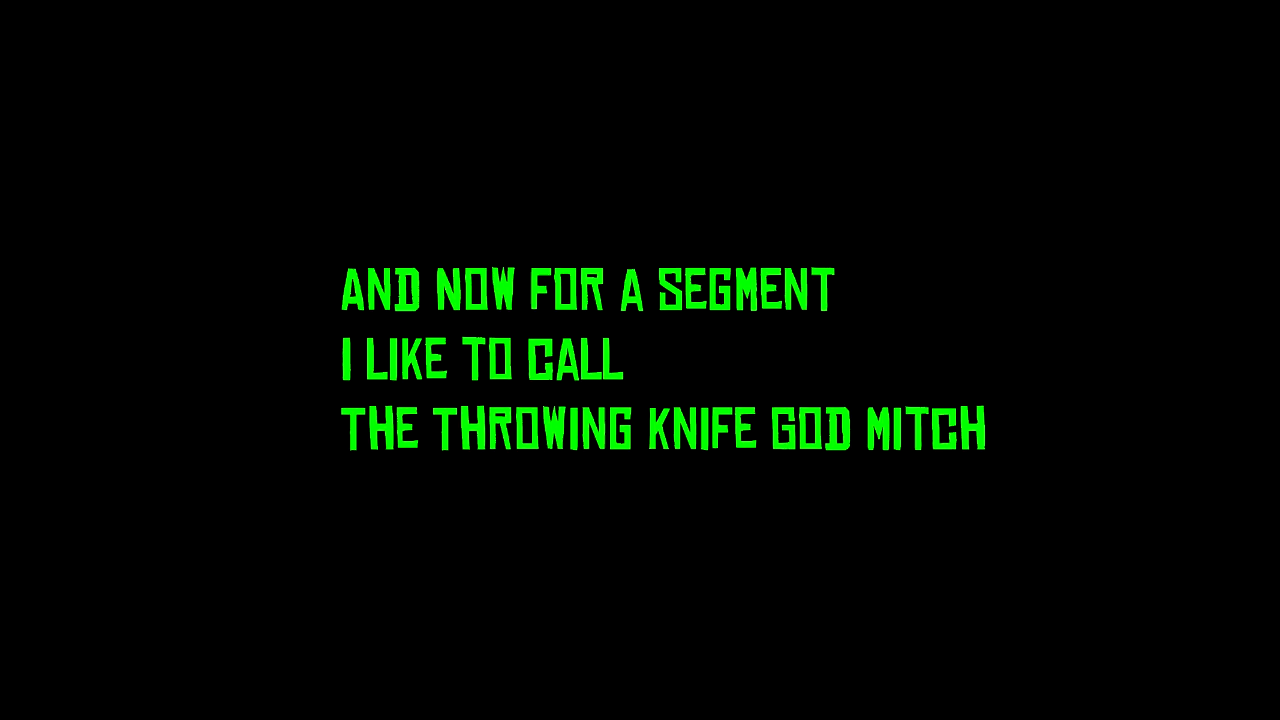 AND NOW FOR A SEGMENT
I LIKE TO CALL
THE THROWING KNIFE GOD MITCH